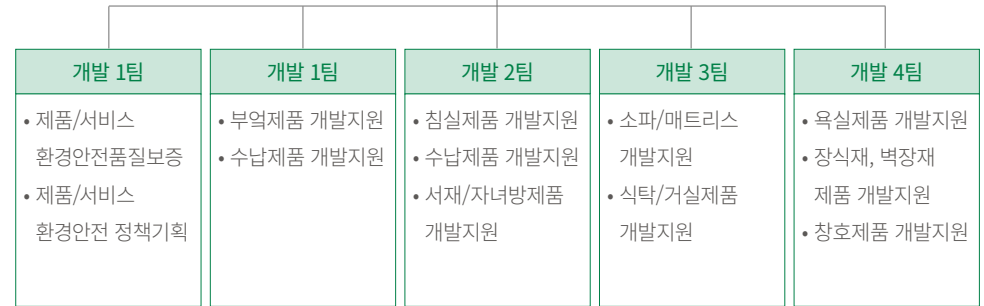 개발 1팀
• 제품/서비스
환경안전품질보증
• 제품/서비스
환경안전 정책기획
개발 1팀
• 부엌제품 개발지원
• 수납제품 개발지원
개발 2팀
• 침실제품 개발지원
• 수납제품 개발지원
• 서재/자녀방제품
개발지원
개발 3팀
• 소파/매트리스
개발지원
• 식탁/거실제품
개발지원
개발 4팀
• 욕실제품 개발지원
• 장식재, 벽장재
제품 개발지원
• 창호제품 개발지원